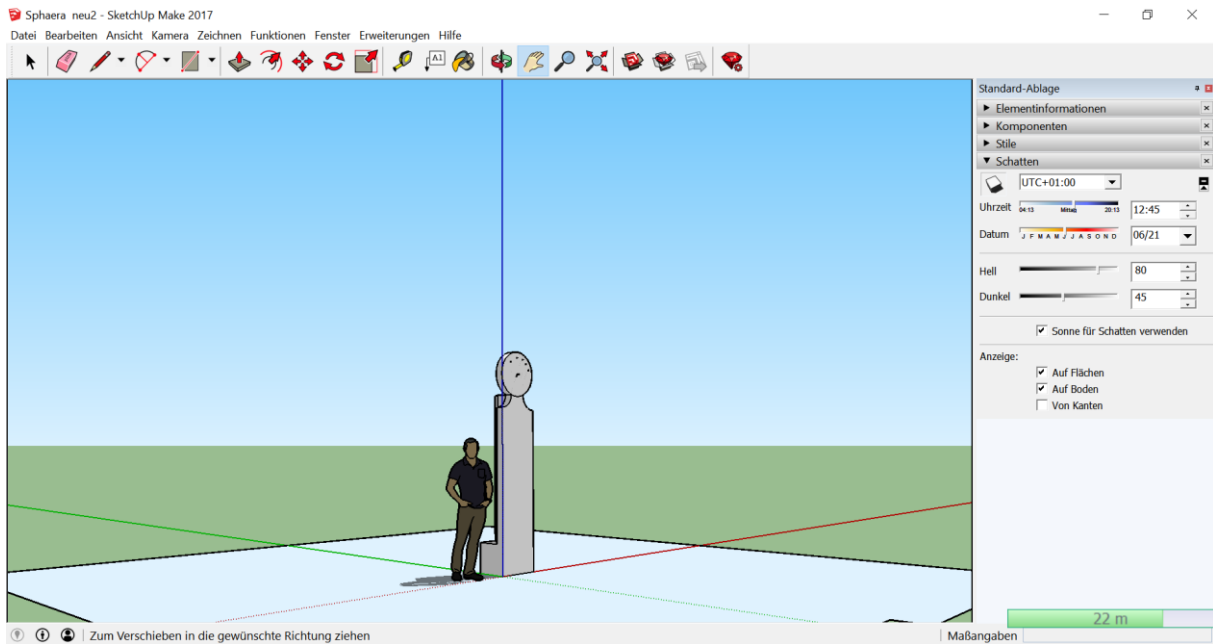 Sphaera neu2 - SketchUp Make 2017
Datei Bearbeiten Ansicht Kamera Zeichnen Funktionen Fenster Erweiterungen Hilfe
A1
Standard-Ablage
Elementinformationen
Komponenten
Stile
Schatten
UTC+01:00
Uhrzeit 04:13 Mittag 20:13 12:45
Datum J F M A M J J A S O N D 06/21
Hell 80
Dunkel 45
Sonne für Schatten verwenden
Anzeige:
Auf Flächen
Auf Boden
Von Kanten
22 m
Zum Verschieben in die gewünschte Richtung ziehen Maßangaben